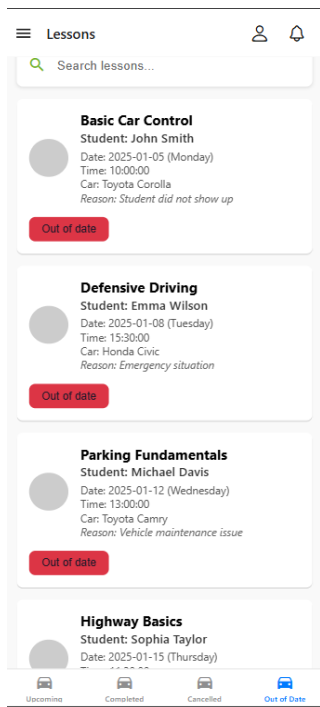 Lessons
Search lessons...
Basic Car Control
Student: John Smith
Date: 2025-01-05 (Monday)
Time: 10:00:00
Car: Toyota Corolla
Reason: Student did not show up
Out of date
Defensive Driving
Student: Emma Wilson
Date: 2025-01-08 (Tuesday)
Time: 15:30:00
Car: Honda Civic
Reason: Emergency situation
Out of date
Parking Fundamentals
Student: Michael Davis
Date: 2025-01-12 (Wednesday)
Time: 13:00:00
Car: Toyota Camry
Reason: Vehicle maintenance issue
Out of date
Highway Basics
Student: Sophia Taylor
Date: 2025-01-15 (Thursday)
Upcoming Completed Cancelled Out of Date